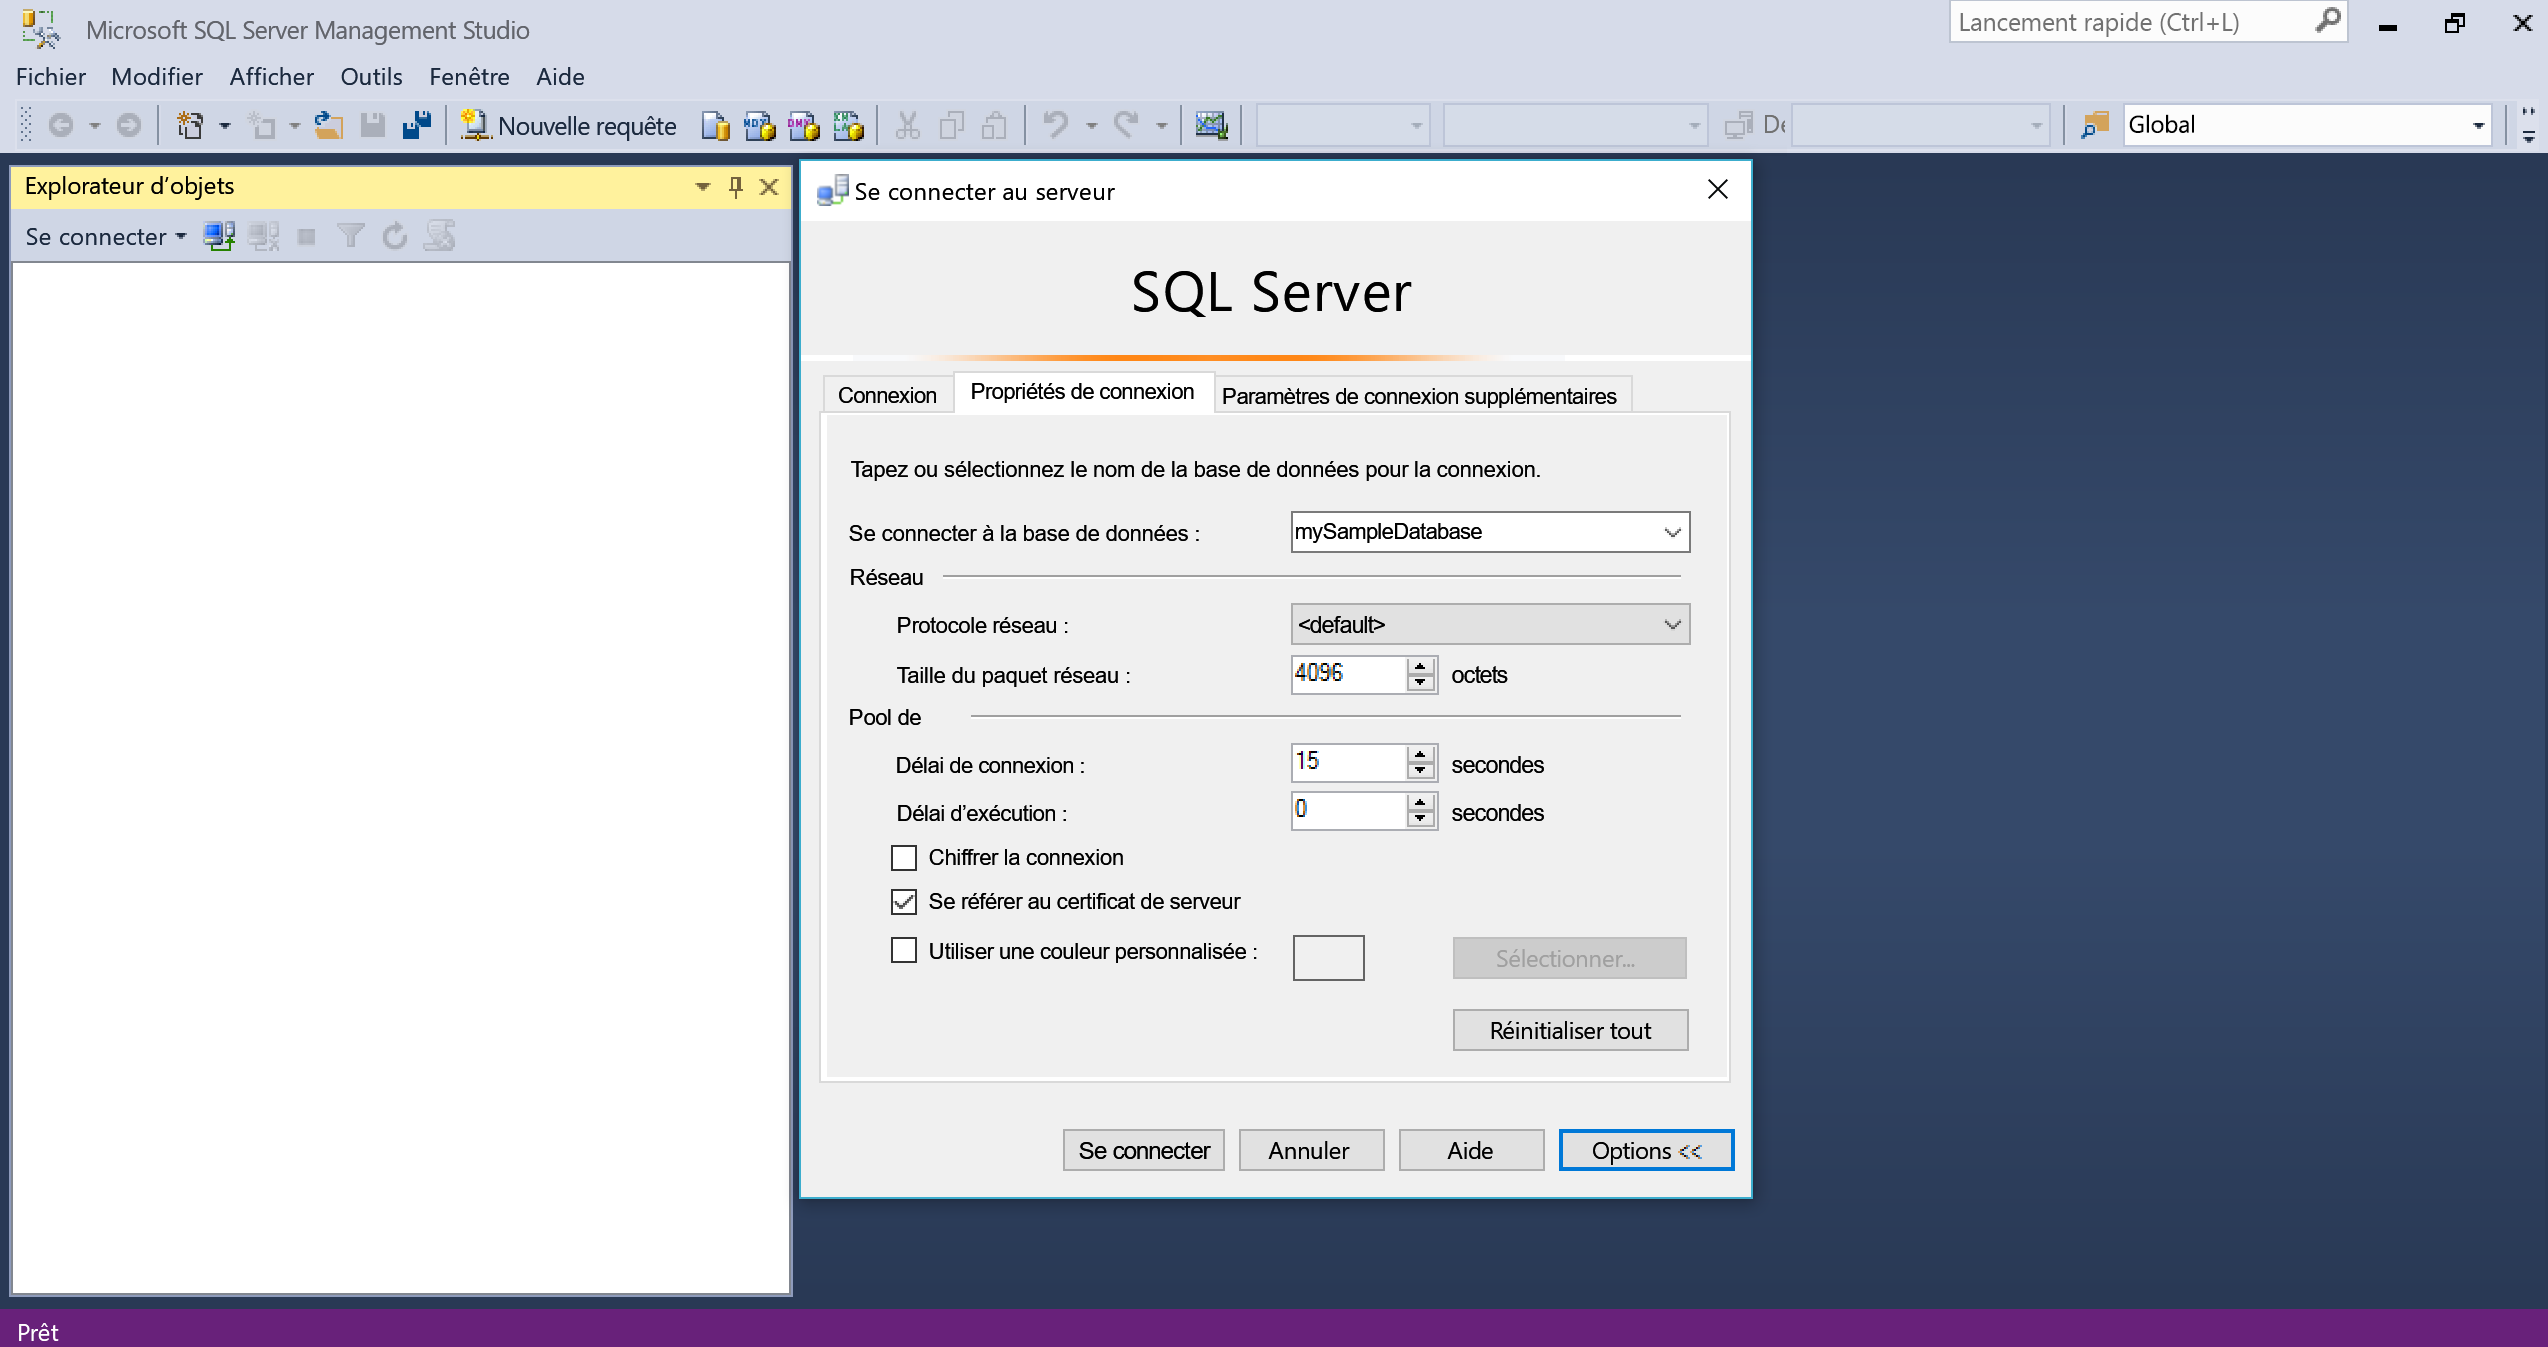 Microsoft SQL Server Management Studio
Lancement rapide (Ctrl+L)
Fichier Modifier Afficher Outils Fenêtre Aide
Nouvelle requête
Global
Explorateur d’objets
Se connecter
Se connecter au serveur
SQL Server
Connexion
Propriétés de connexion
Paramètres de connexion supplémentaires
Tapez ou sélectionnez le nom de la base de données pour la connexion.
Se connecter à la base de données : mySampleDatabase
Réseau
Protocole réseau : <default>
Taille du paquet réseau : 4096 octets
Pool de
Délai de connexion : 15 secondes
Délai d’exécution : 0 secondes
Chiffrer la connexion
Se référer au certificat de serveur
Utiliser une couleur personnalisée :
Sélectionner...
Réinitialiser tout
Se connecter Annuler Aide Options <<
Prêt